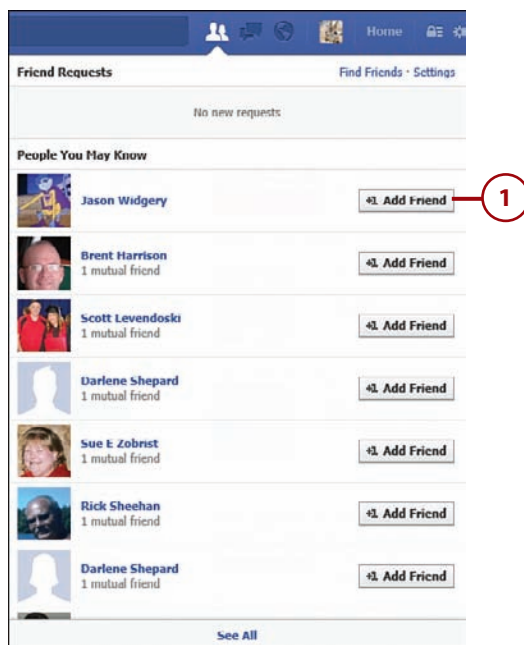 Home
Friend Requests
Find Friends · Settings
No new requests
People You May Know
Jason Widgery
+1 Add Friend
1
Brent Harrison
1 mutual friend
+1 Add Friend
Scott Levendoski
1 mutual friend
+1 Add Friend
Darlene Shepard
1 mutual friend
+1 Add Friend
Sue E Zobrist
1 mutual friend
+1 Add Friend
Rick Sheehan
1 mutual friend
+1 Add Friend
Darlene Shepard
1 mutual friend
+1 Add Friend
See All